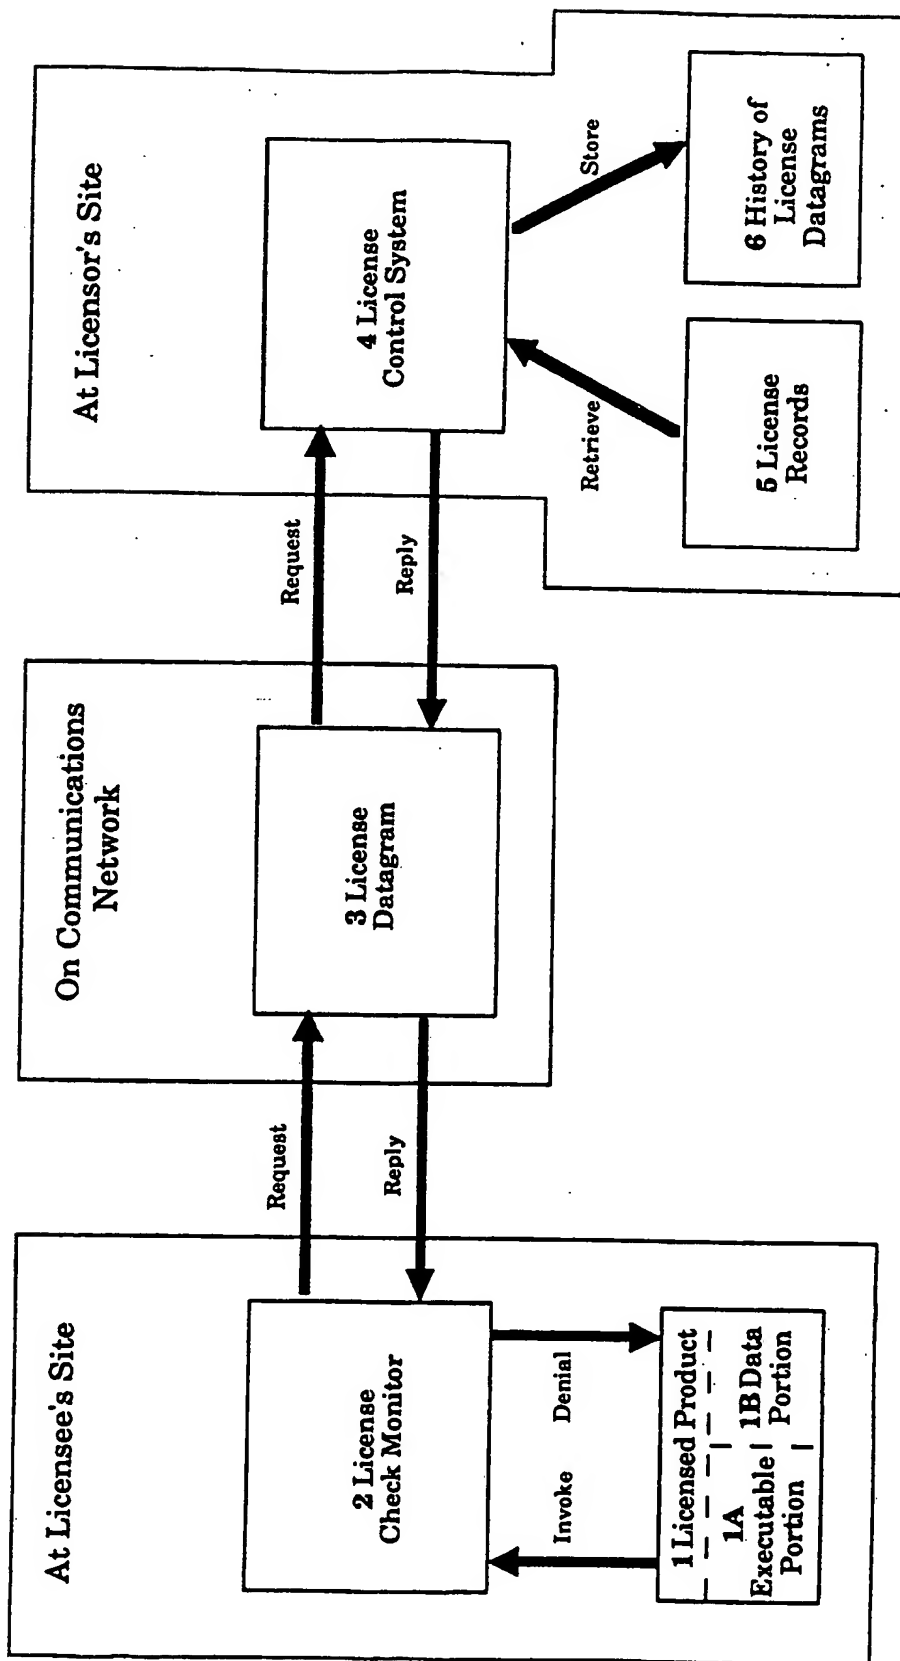 At Licensee's Site
2 License
Check Monitor
Invoke
Denial
1 Licensed Product
1A
Executable
Portion
1B Data
Portion
Request
Reply
On Communications
Network
3 License
Datagram
Request
Reply
At Licensor's Site
4 License
Control System
Retrieve
Store
5 License
Records
6 History of
License
Datagrams